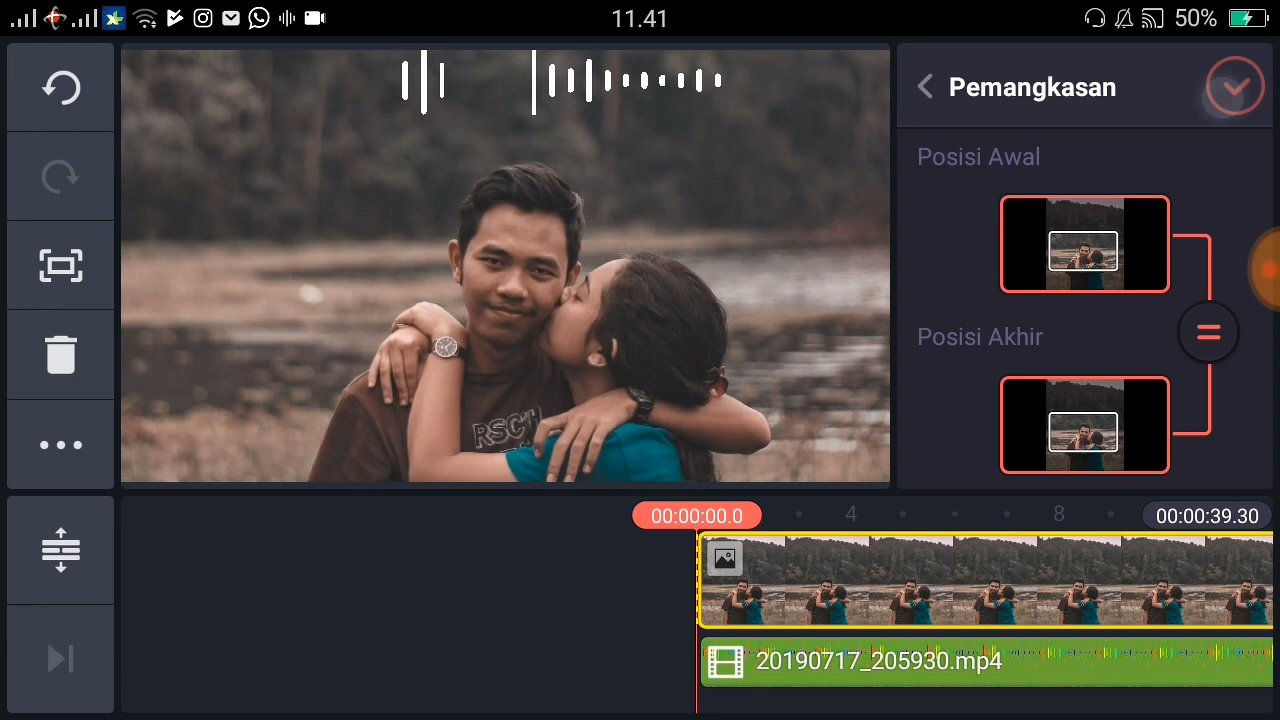 11.41
50%
Pemangkasan
Posisi Awal
Posisi Akhir
RSCH
00:00:00.0
4
8
00:00:39.30
20190717_205930.mp4